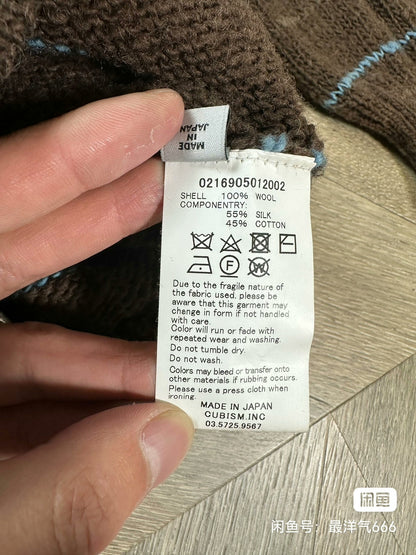 MADE
IN
JAPAN
0216905012002
SHELL 100% WOOL
COMPONENTRY:
55% SILK
45% COTTON
Due to the fragile nature of
the fabric used, please be
aware that this garment may
change in form if not handled
with care.
Color will run or fade with
repeated wear and washing.
Do not tumble dry.
Do not wash.
Colors may bleed or transfer onto
other materials if rubbing occurs.
Please use a press cloth when
ironing.
MADE IN JAPAN
CUBISM.INC
03.5725.9567
闲鱼
闲鱼号：最洋气666